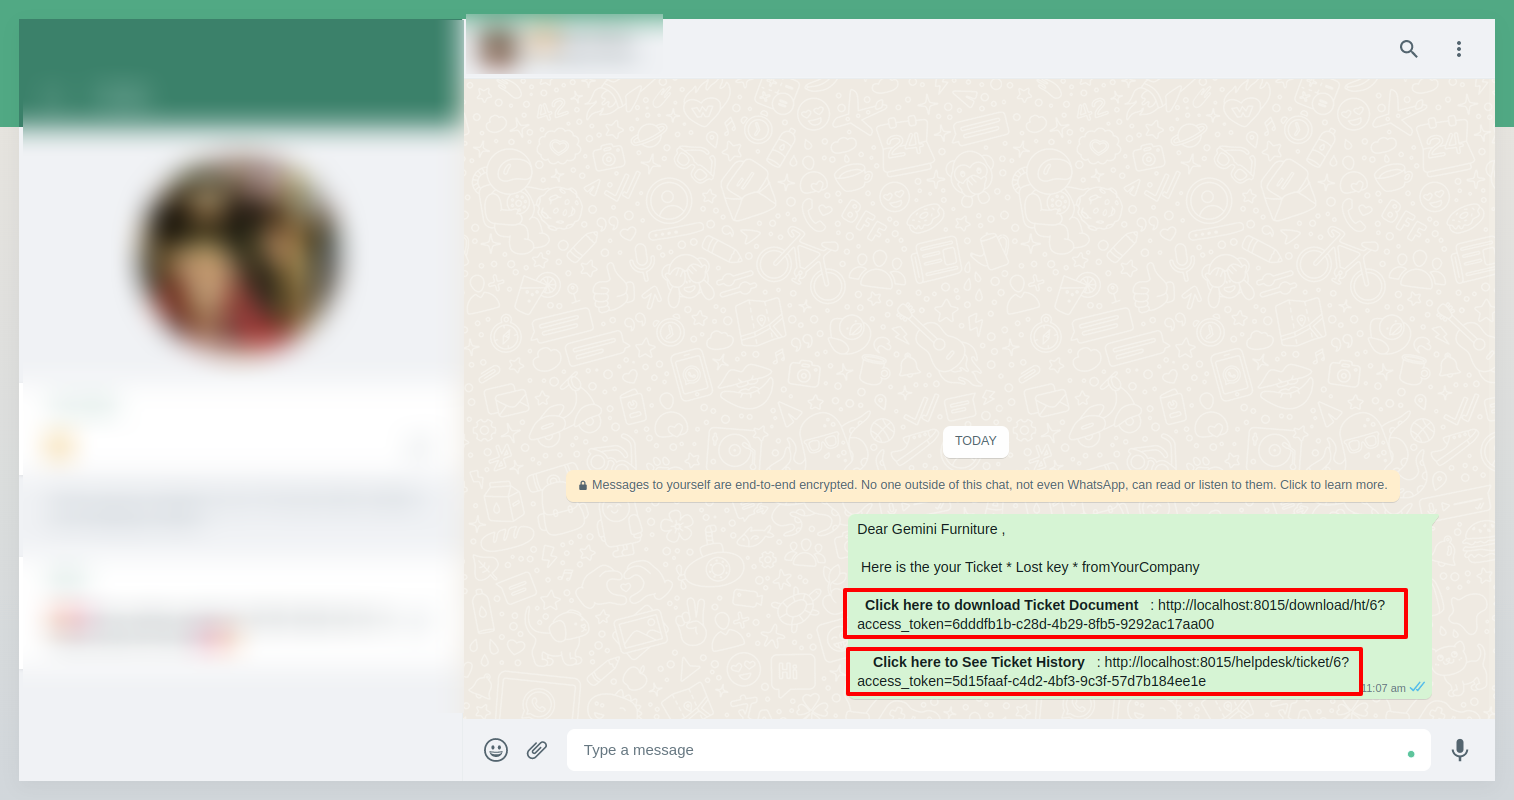 TODAY
Messages to yourself are end-to-end encrypted. No one outside of this chat, not even WhatsApp, can read or listen to them. Click to learn more.
Dear Gemini Furniture ,
Here is the your Ticket * Lost key * fromYourCompany
Click here to download Ticket Document : http://localhost:8015/download/ht/6?
access_token=6dddfb1b-c28d-4b29-8fb5-9292ac17aa00
Click here to See Ticket History : http://localhost:8015/helpdesk/ticket/6?
access_token=5d15faaf-c4d2-4bf3-9c3f-57d7b184ee1e
11:07 am
Type a message